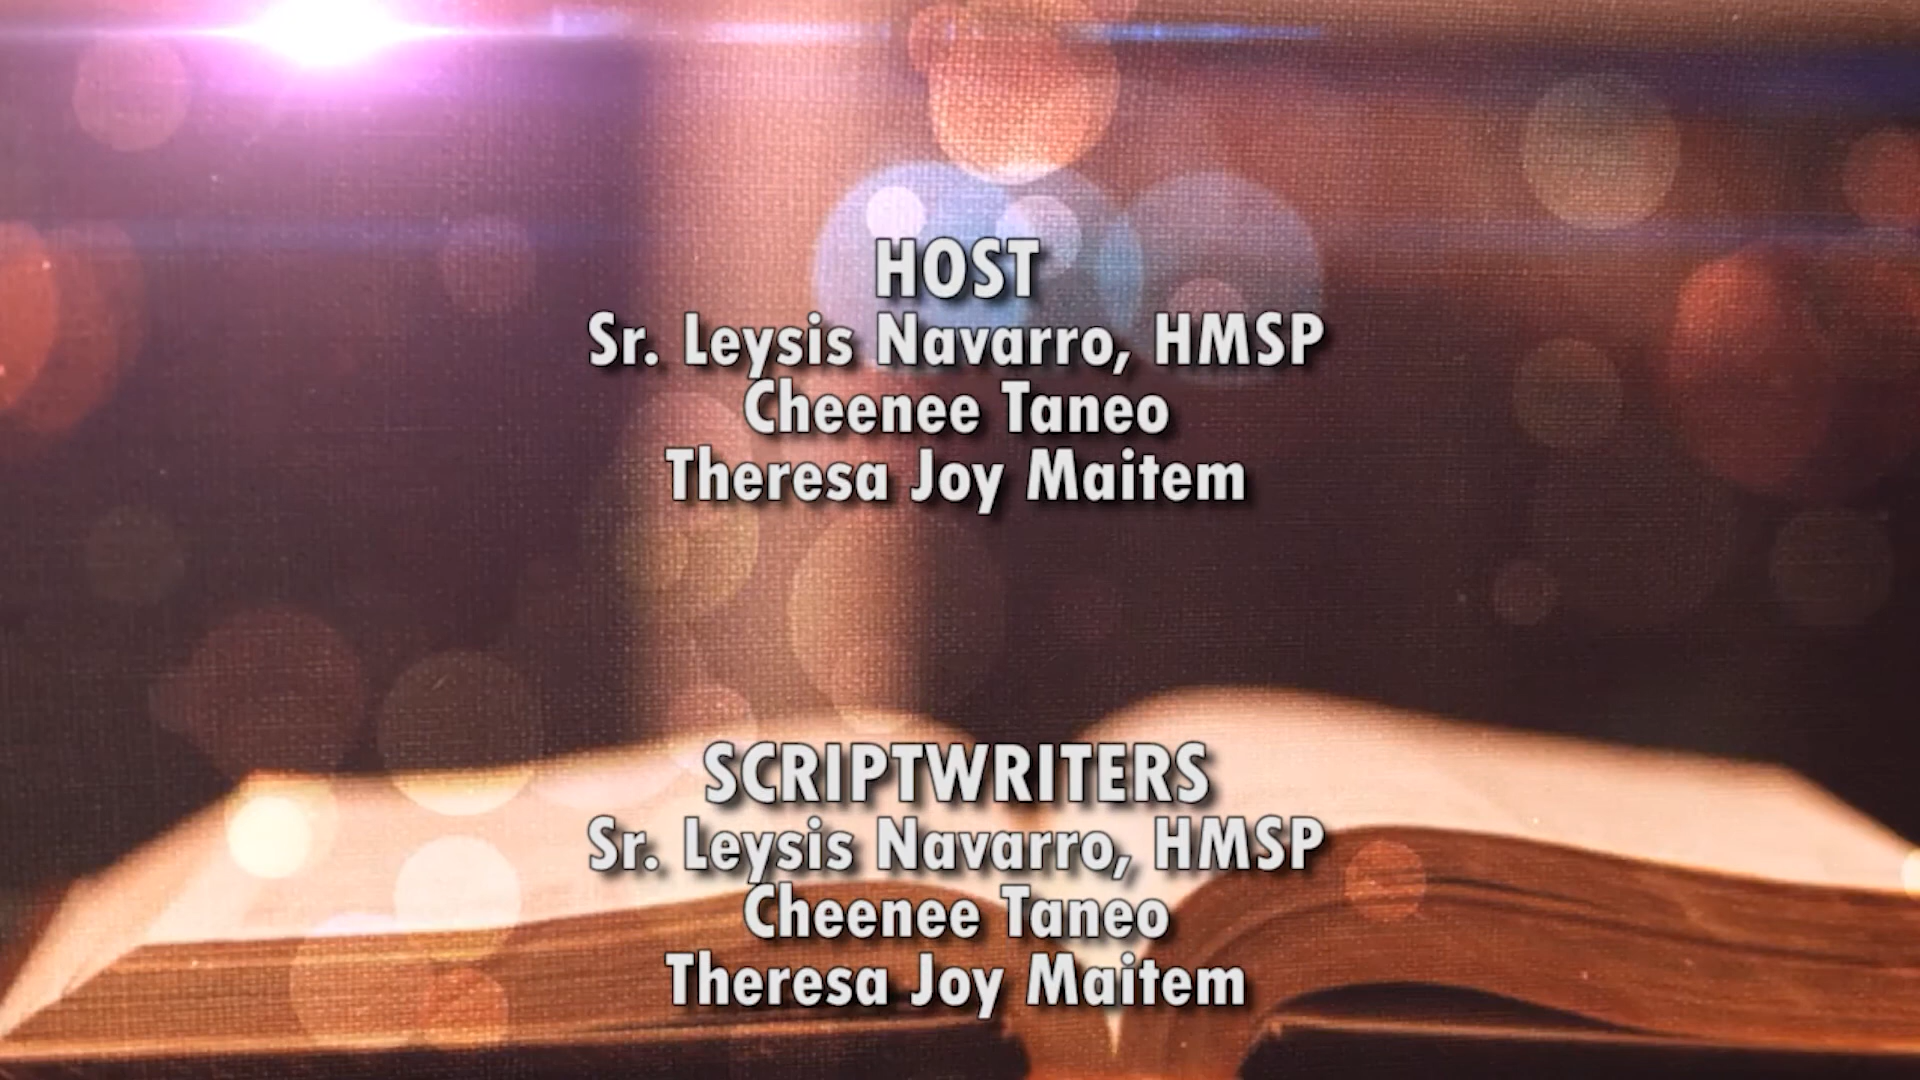 HOST
Sr. Leysis Navarro, HMSP
Cheenee Taneo
Theresa Joy Maitem
SCRIPTWRITERS
Sr. Leysis Navarro, HMSP
Cheenee Taneo
Theresa Joy Maitem